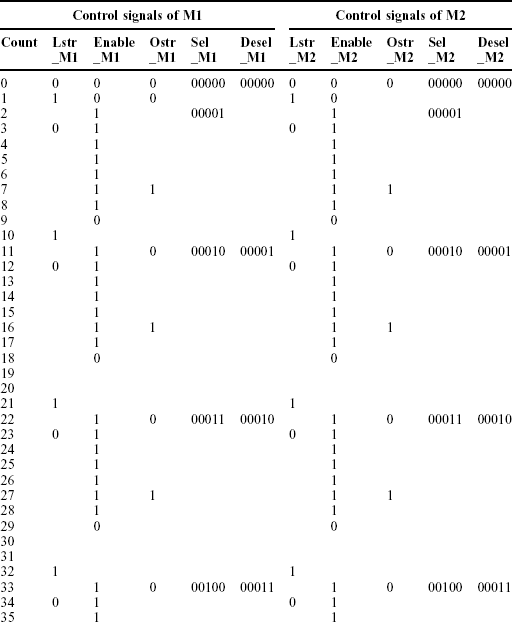 Control signals of M1 Control signals of M2
Count Lstr Enable Ostr Sel Desel Lstr Enable Ostr Sel Desel
_M1 _M1 _M1 _M1 _M1 _M2 _M2 _M2 _M2 _M2
0 0 0 0 00000 00000 0 0 0 00000 00000
1 1 0 0 1 0
2 1 00001 1 00001
3 0 1 0 1
4 1 1
5 1 1
6 1 1
7 1 1 1 1
8 1 1
9 0 0
10 1 1
11 1 0 00010 00001 1 0 00010 00001
12 0 1 0 1
13 1 1
14 1 1
15 1 1
16 1 1 1 1
17 1 1
18 0 0
19
20
21 1 1
22 1 0 00011 00010 1 0 00011 00010
23 0 1 0 1
24 1 1
25 1 1
26 1 1
27 1 1 1 1
28 1 1
29 0 0
30
31
32 1 1
33 1 0 00100 00011 1 0 00100 00011
34 0 1 0 1
35 1 1